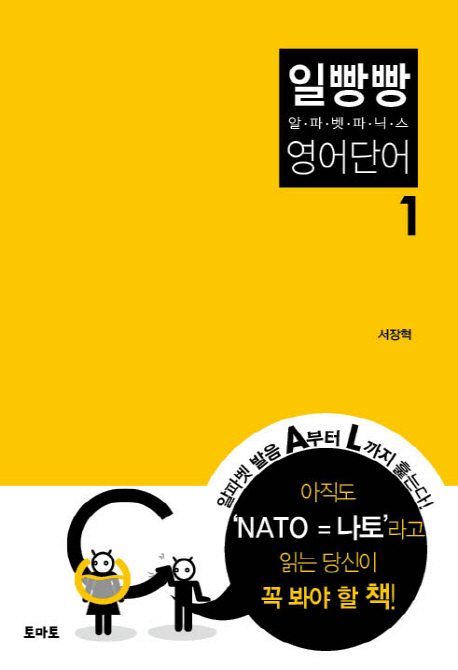 일빵빵
알·파·벳·파·닉·스
영어단어
1
서장혁
알파벳 발음 A부터 L까지 훑는다!
아직도
‘NATO = 나토’라고
읽는 당신이
꼭 봐야 할 책!
토마토